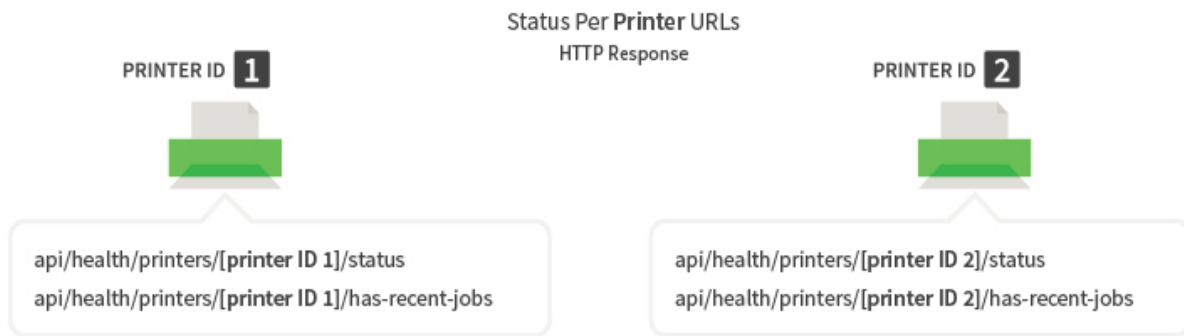 Status Per Printer URLs
HTTP Response
PRINTER ID 1
api/health/printers/[printer ID 1]/status
api/health/printers/[printer ID 1]/has-recent-jobs
PRINTER ID 2
api/health/printers/[printer ID 2]/status
api/health/printers/[printer ID 2]/has-recent-jobs